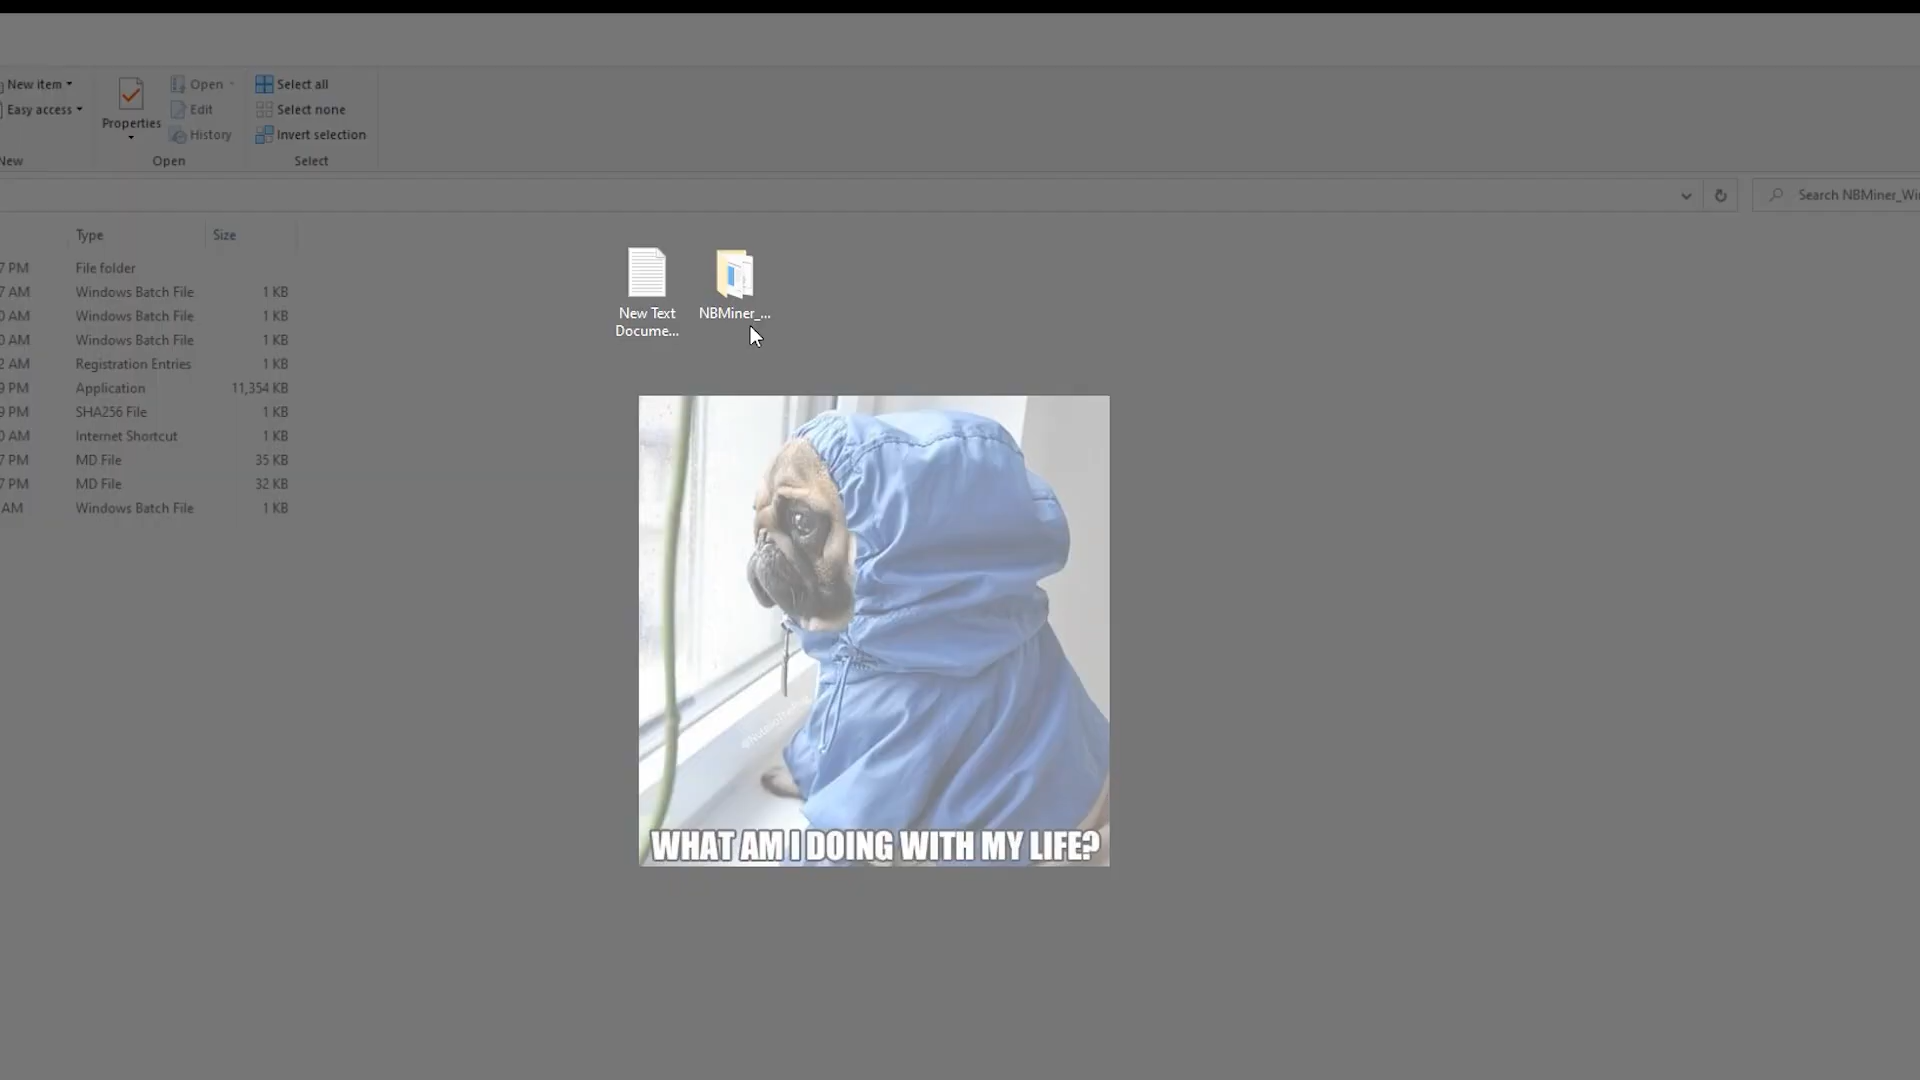 New item
Easy access
New
Properties
Open
Edit
History
Open
Select all
Select none
Invert selection
Select
Search NBMiner_Wi
Type Size
7 PM File folder
7 AM Windows Batch File 1 KB
0 AM Windows Batch File 1 KB
0 AM Windows Batch File 1 KB
2 AM Registration Entries 1 KB
9 PM Application 11,354 KB
9 PM SHA256 File 1 KB
0 AM Internet Shortcut 1 KB
7 PM MD File 35 KB
7 PM MD File 32 KB
AM Windows Batch File 1 KB
New Text
Docume...
NBMiner_...
WHAT AM I DOING WITH MY LIFE?